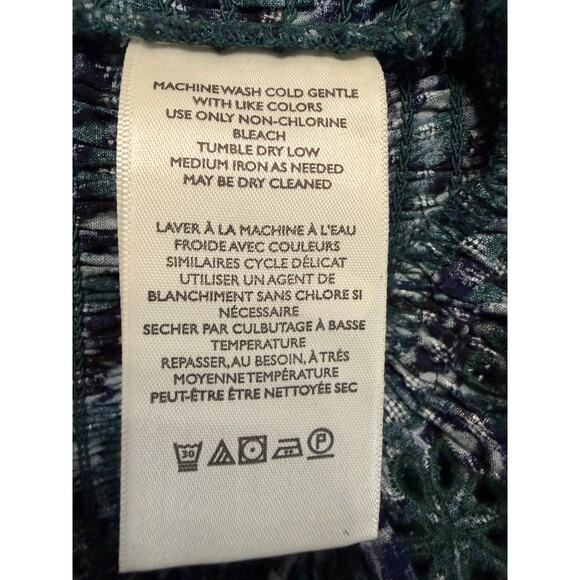 MACHINE WASH COLD GENTLE
WITH LIKE COLORS
USE ONLY NON-CHLORINE
BLEACH
TUMBLE DRY LOW
MEDIUM IRON AS NEEDED
MAY BE DRY CLEANED
LAVER À LA MACHINE À L'EAU
FROIDE AVEC COULEURS
SIMILAIRES CYCLE DÉLICAT
UTILISER UN AGENT DE
BLANCHIMENT SANS CHLORE SI
NÉCESSAIRE
SECHER PAR CULBUTAGE À BASSE
TEMPERATURE
REPASSER, AU BESOIN, À TRÉS
MOYENNE TEMPÉRATURE
PEUT-ÊTRE ÊTRE NETTOYÉE SEC
30 P